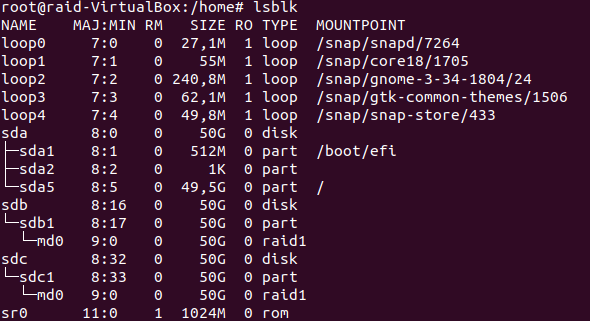 root@raid-VirtualBox:/home# lsblk
NAME   MAJ:MIN RM   SIZE RO TYPE  MOUNTPOINT
loop0    7:0    0  27,1M  1 loop  /snap/snapd/7264
loop1    7:1    0    55M  1 loop  /snap/core18/1705
loop2    7:2    0 240,8M  1 loop  /snap/gnome-3-34-1804/24
loop3    7:3    0  62,1M  1 loop  /snap/gtk-common-themes/1506
loop4    7:4    0  49,8M  1 loop  /snap/snap-store/433
sda      8:0    0    50G  0 disk
├─sda1   8:1    0   512M  0 part  /boot/efi
├─sda2   8:2    0     1K  0 part
└─sda5   8:5    0  49,5G  0 part  /
sdb      8:16   0    50G  0 disk
└─sdb1   8:17   0    50G  0 part
  └─md0  9:0    0    50G  0 raid1
sdc      8:32   0    50G  0 disk
└─sdc1   8:33   0    50G  0 part
  └─md0  9:0    0    50G  0 raid1
sr0     11:0    1  1024M  0 rom